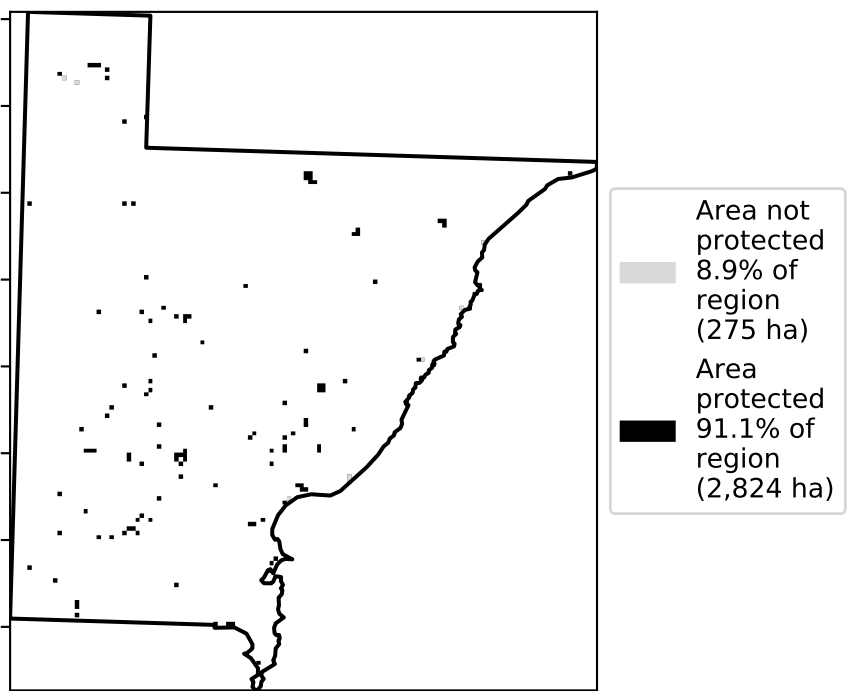 Area not
protected
8.9% of
region
(275 ha)
Area
protected
91.1% of
region
(2,824 ha)